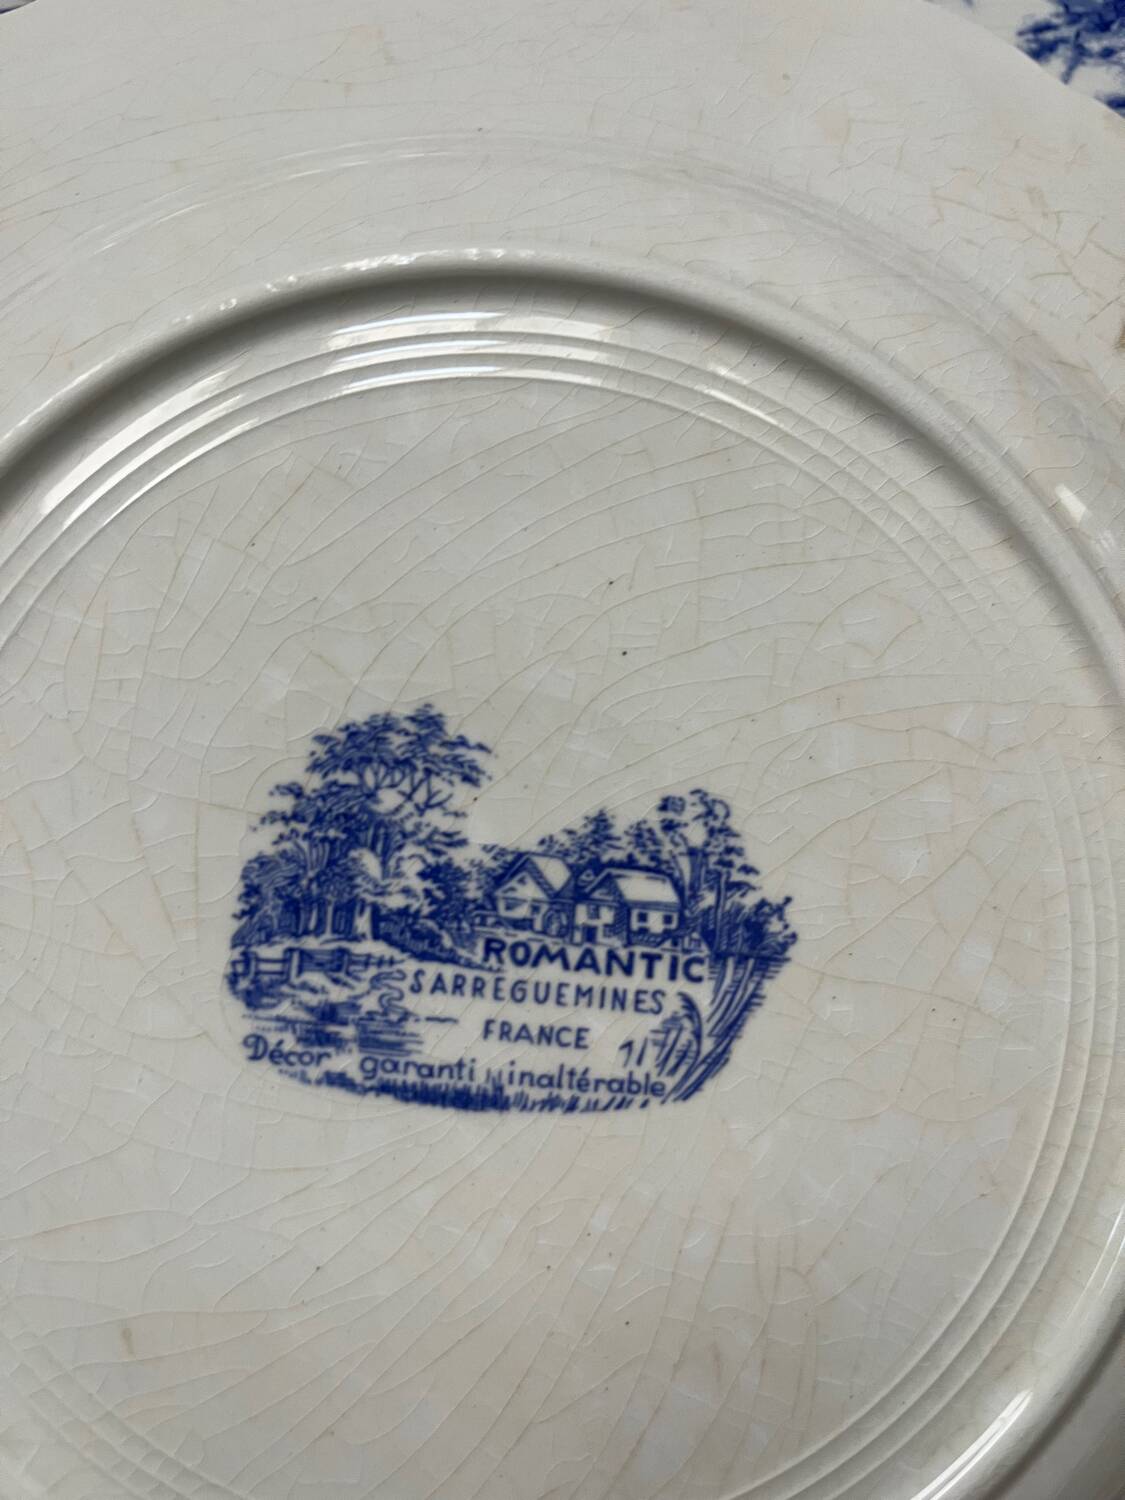 ROMANTIC
SARREGUEMINES
FRANCE
Décor garanti inaltérable